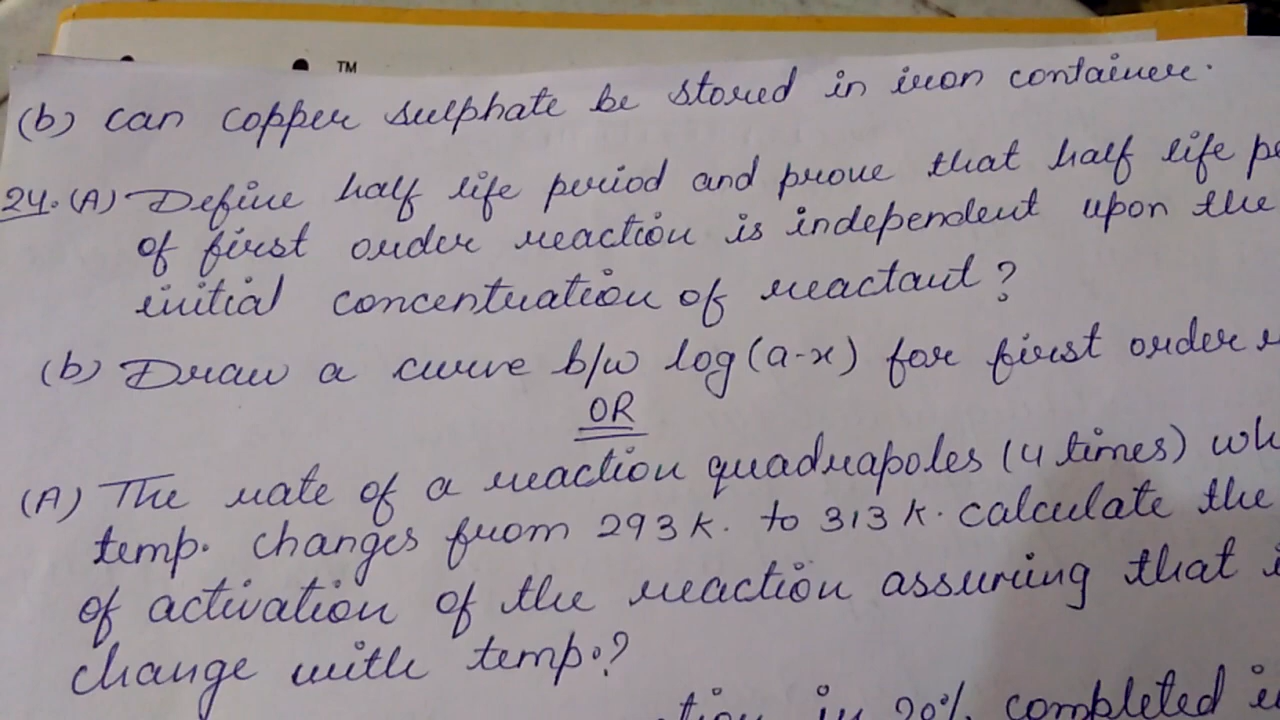 TM
(b) can copper sulphate be stored in iron container.
24. (A) Define half life period and prove that half life
of first order reaction is independent upon the
initial concentration of reactant?
(b) Draw a curve b/w log (a-x) for first order
OR
(A) The rate of a reaction quadrapoles (4 times)
temp. changes from 293 K. to 313 K. calculate the
of activation of the reaction assuming that
change with temp.?
in 20% completed